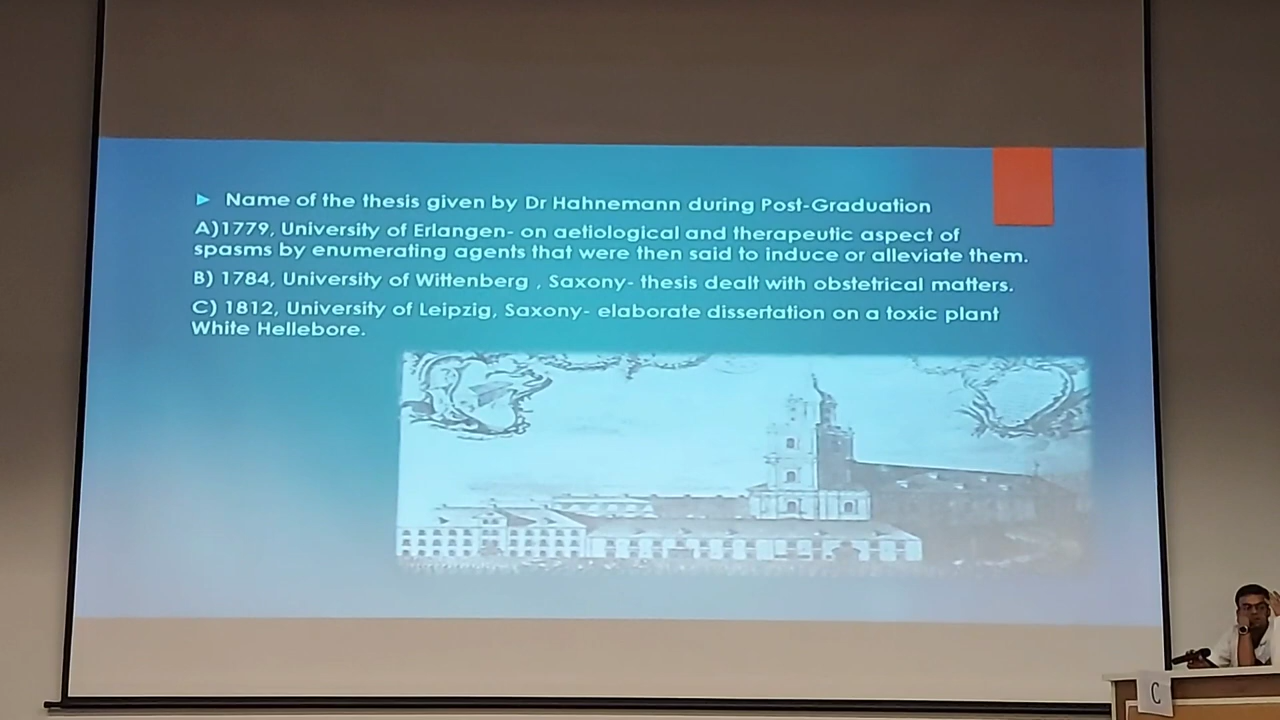 Name of the thesis given by Dr Hahnemann during Post-Graduation
A)1779, University of Erlangen- on aetiological and therapeutic aspect of
spasms by enumerating agents that were then said to induce or alleviate them.
B) 1784, University of Wittenberg , Saxony- thesis dealt with obstetrical matters.
C) 1812, University of Leipzig, Saxony- elaborate dissertation on a toxic plant
White Hellebore.
C